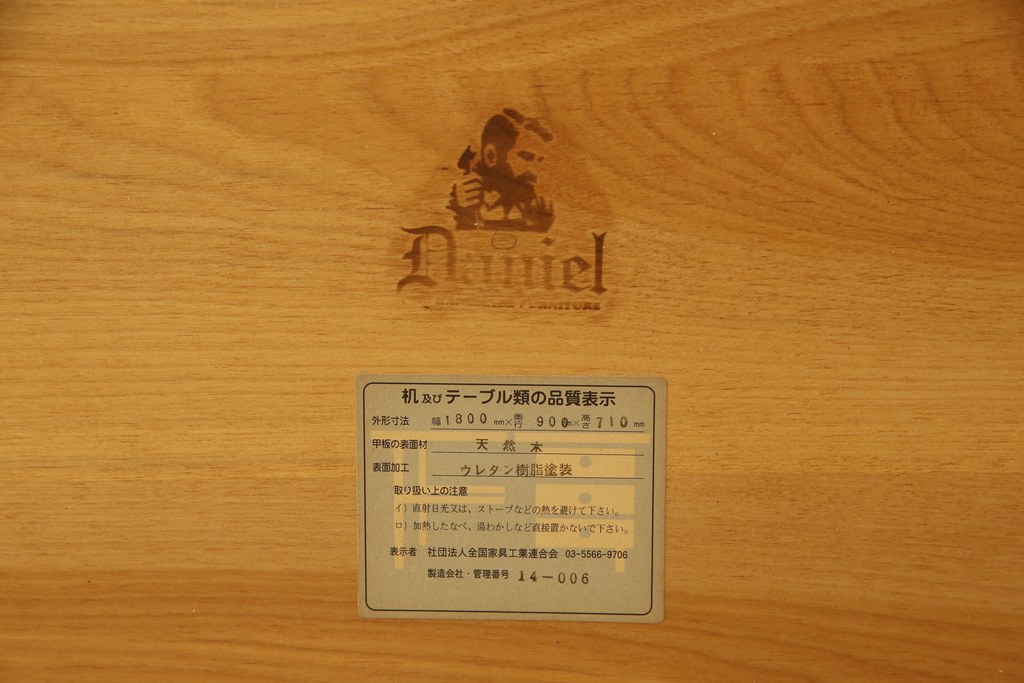 Daniel
FURNITURE
机及びテーブル類の品質表示
外形寸法 幅1800mm×奥行900mm×高さ710mm
甲板の表面材 天然木
表面加工 ウレタン樹脂塗装
取り扱い上の注意
イ）直射日光又は、ストーブなどの熱を避けて下さい。
ロ）加熱したなべ、湯わかしなど直接置かないで下さい。
表示者 社団法人全国家具工業連合会 03-5566-9706
製造会社・管理番号 14-006